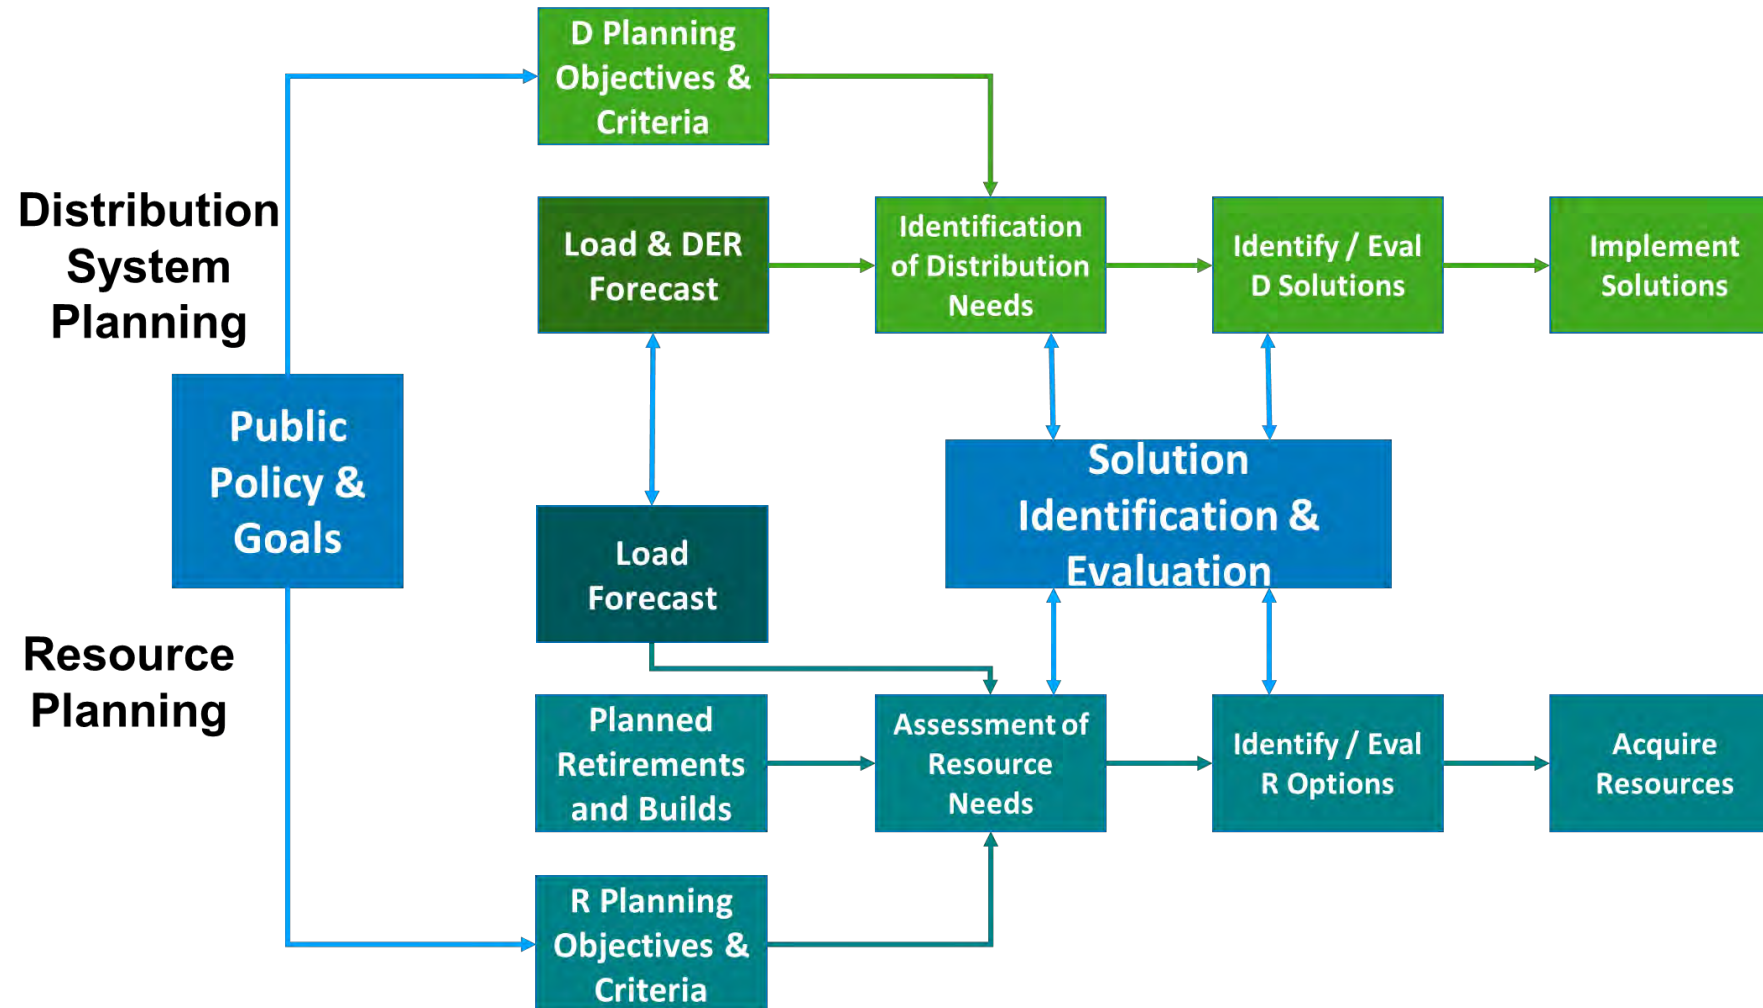 D Planning
Objectives &
Criteria
Distribution
System
Planning
Load & DER
Forecast
Identification
of Distribution
Needs
Identify / Eval
D Solutions
Implement
Solutions
Public
Policy &
Goals
Solution
Identification &
Evaluation
Load
Forecast
Resource
Planning
Planned
Retirements
and Builds
Assessment of
Resource
Needs
Identify / Eval
R Options
Acquire
Resources
R Planning
Objectives &
Criteria